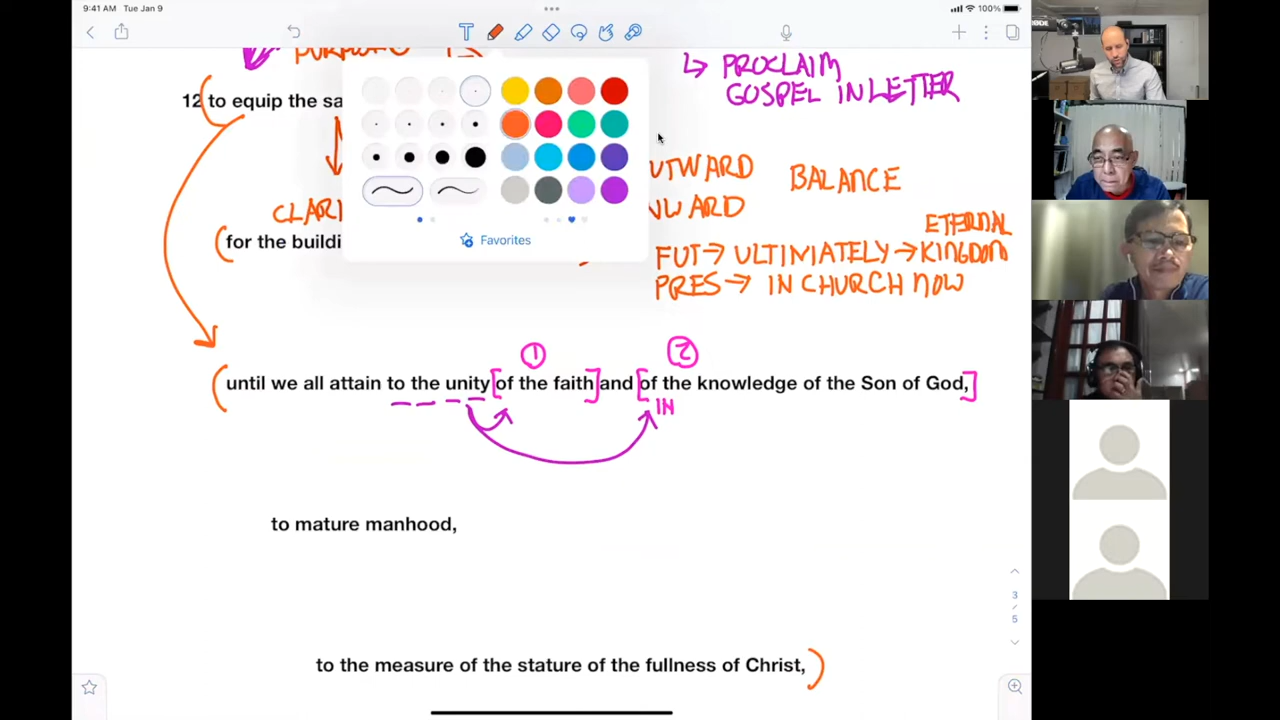 9:41 AM Tue Jan 9
100%
T
PURPOSE
↳ PROCLAIM
GOSPEL IN LETTER
12 to equip the sa
UTWARD
BALANCE
NWARD
CLARI
for the buildi
ETERNAL
FUT → ULTIMIATELY → KINGDOM
PRES → IN CHURCH NOW
Favorites
1
2
until we all attain to the unity [of the faith] and [of the knowledge of the Son of God,]
IN
to mature manhood,
3
/
5
to the measure of the stature of the fullness of Christ,)